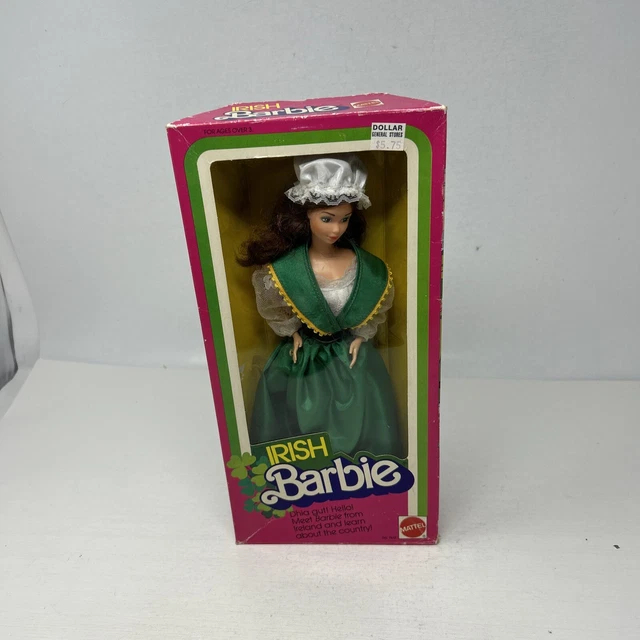 IRISH
Barbie
FOR AGES OVER 3
DOLLAR
GENERAL STORES
$5.75
IRISH
Barbie
Dhia gut! Hello!
Meet Barbie from
Ireland and learn
about the country!
MATTEL